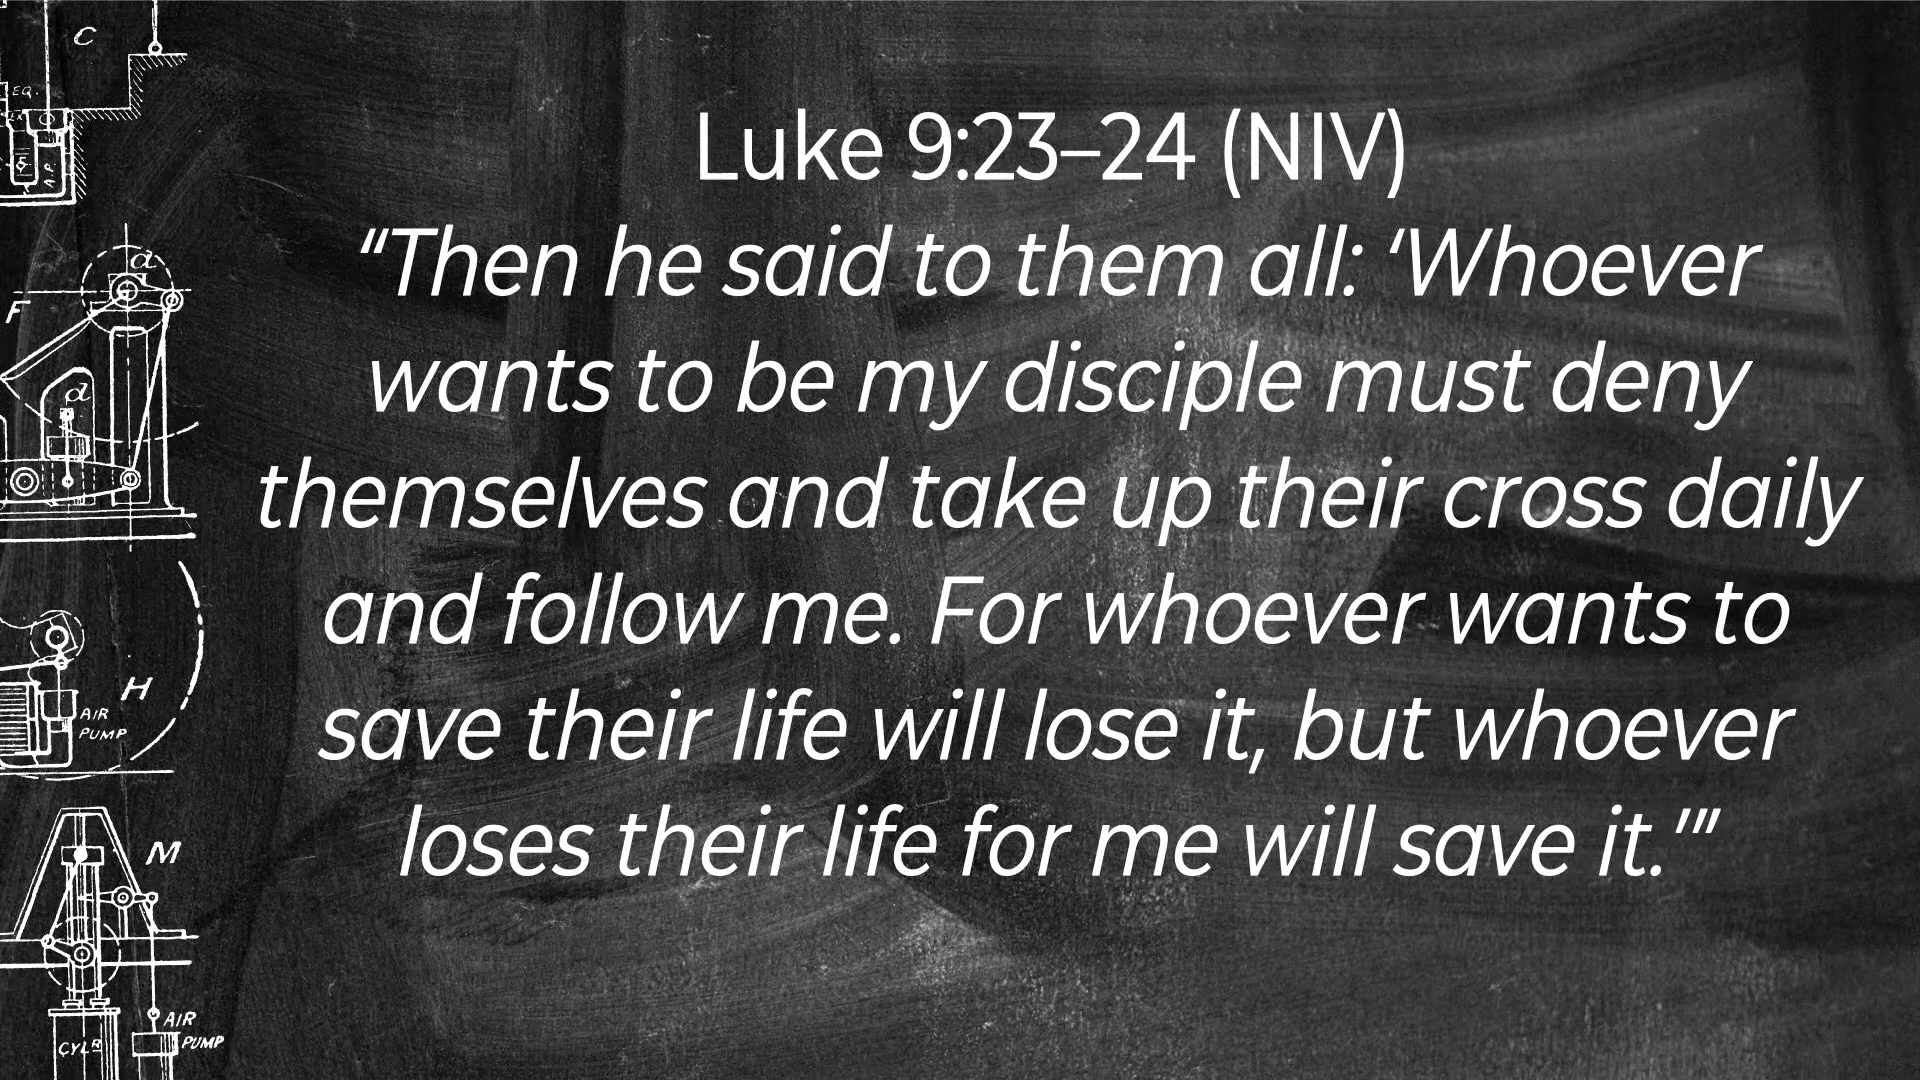 C
EQ.
Luke 9:23–24 (NIV)
“Then he said to them all: ‘Whoever
wants to be my disciple must deny
themselves and take up their cross daily
and follow me. For whoever wants to
save their life will lose it, but whoever
loses their life for me will save it.’”
a
F
a
H
AIR
PUMP
M
AIR
PUMP
CYLR